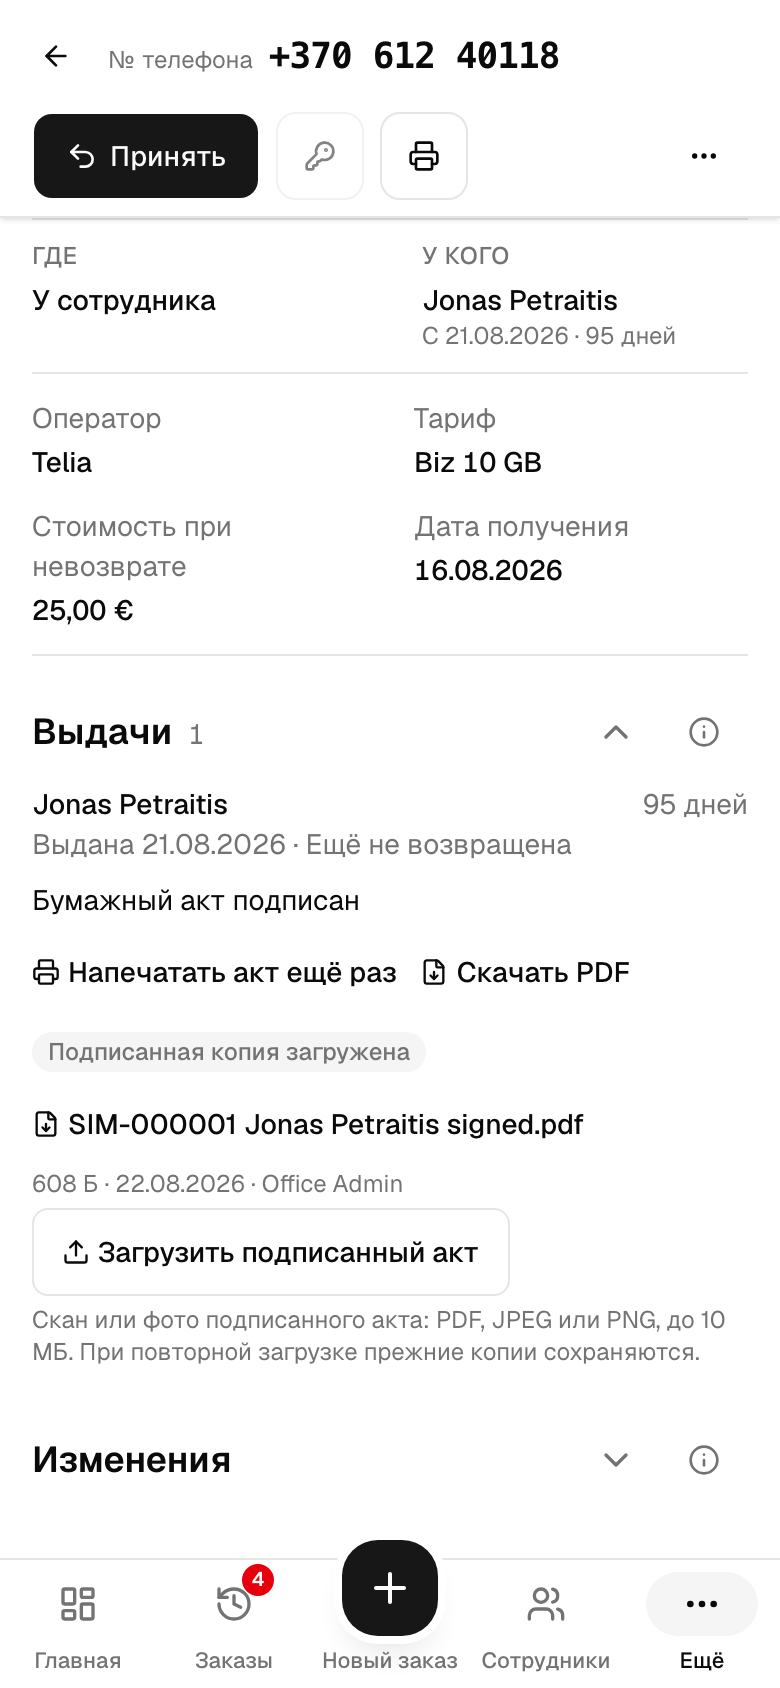 № телефона +370 612 40118
Принять
ГДЕ
У сотрудника
У КОГО
Jonas Petraitis
С 21.08.2026 · 95 дней
Оператор
Telia
Тариф
Biz 10 GB
Стоимость при
невозврате
25,00 €
Дата получения
16.08.2026
Выдачи 1
Jonas Petraitis 95 дней
Выдана 21.08.2026 · Ещё не возвращена
Бумажный акт подписан
Напечатать акт ещё раз Скачать PDF
Подписанная копия загружена
SIM-000001 Jonas Petraitis signed.pdf
608 Б · 22.08.2026 · Office Admin
Загрузить подписанный акт
Скан или фото подписанного акта: PDF, JPEG или PNG, до 10
МБ. При повторной загрузке прежние копии сохраняются.
Изменения
4
Главная Заказы Новый заказ Сотрудники Ещё